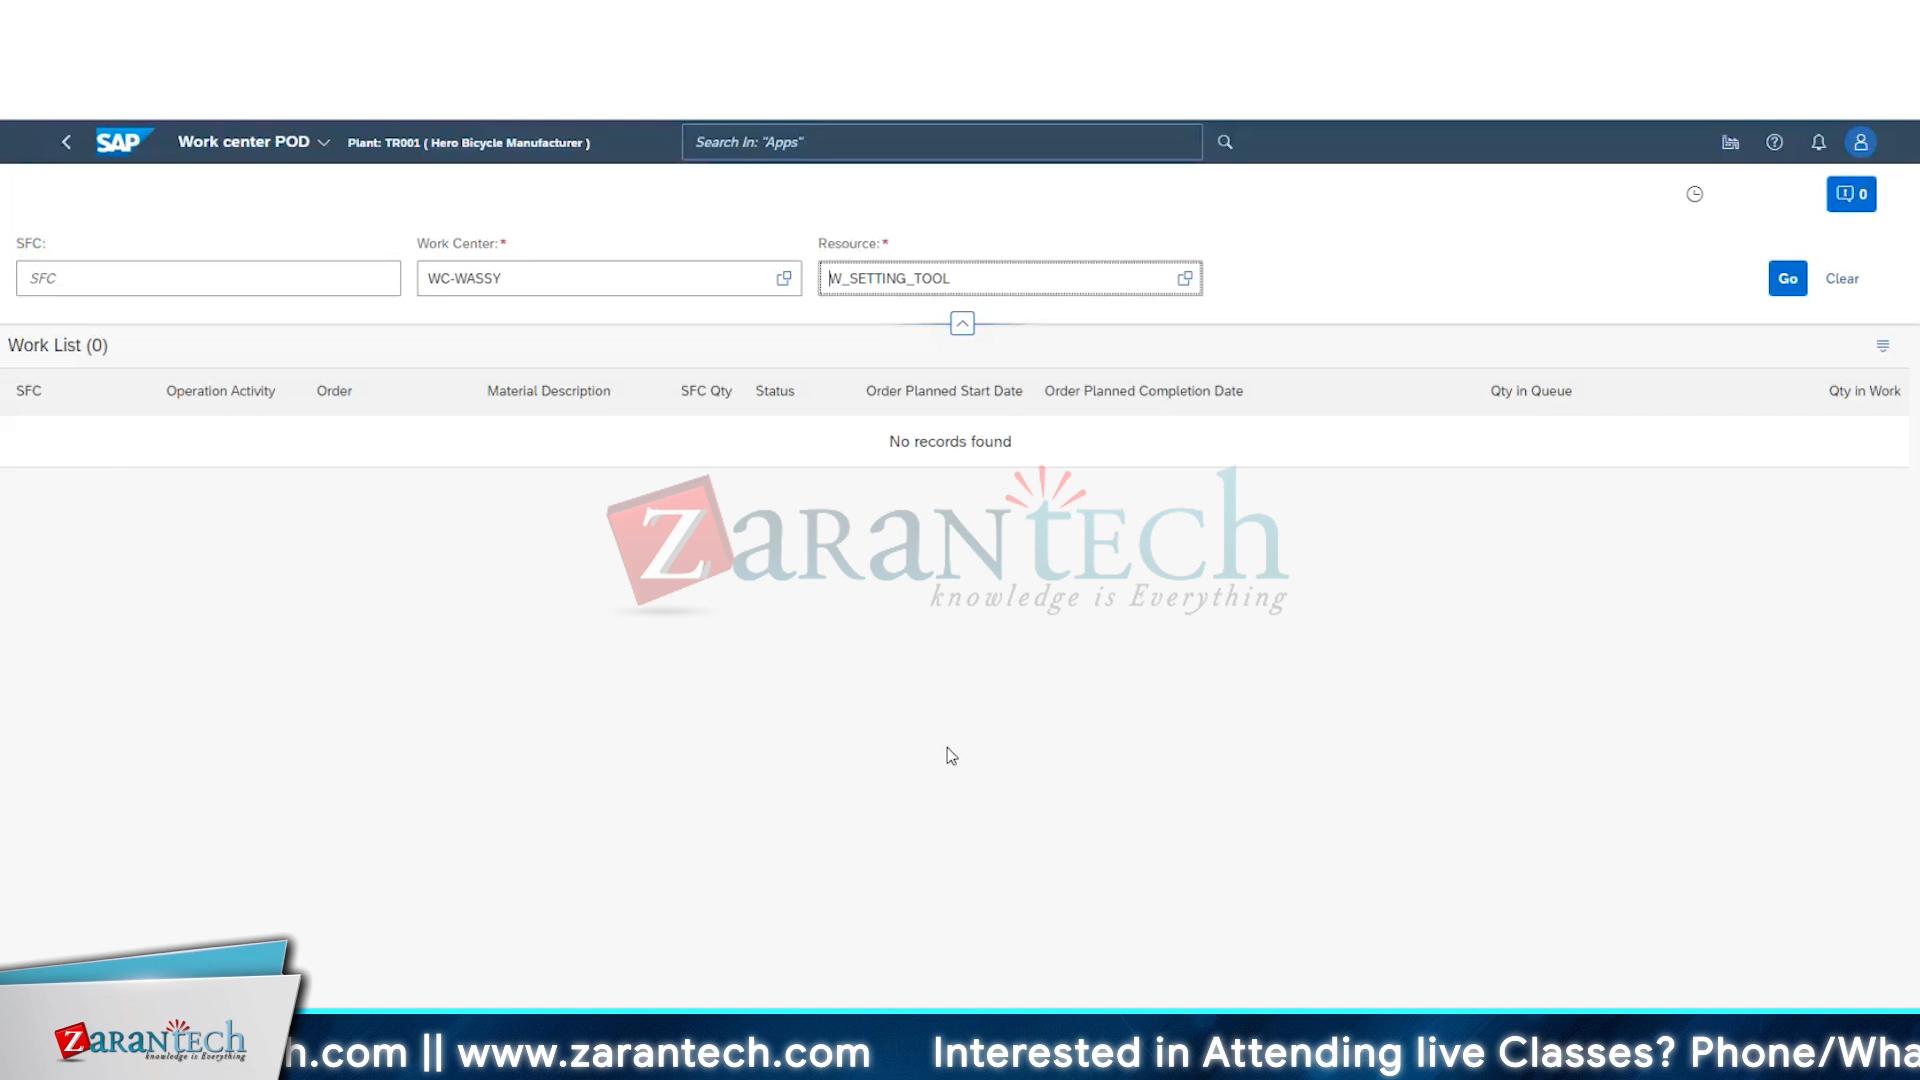 SAP Work center POD Plant: TR001 ( Hero Bicycle Manufacturer ) Search In: "Apps"
0
SFC: Work Center:* Resource:*
SFC WC-WASSY W_SETTING_TOOL Go Clear
Work List (0)
SFC Operation Activity Order Material Description SFC Qty Status Order Planned Start Date Order Planned Completion Date Qty in Queue Qty in Work
No records found
ZARANTECH
knowledge is Everything
ZARANTECH
knowledge is Everything
h.com || www.zarantech.com Interested in Attending live Classes? Phone/Wha